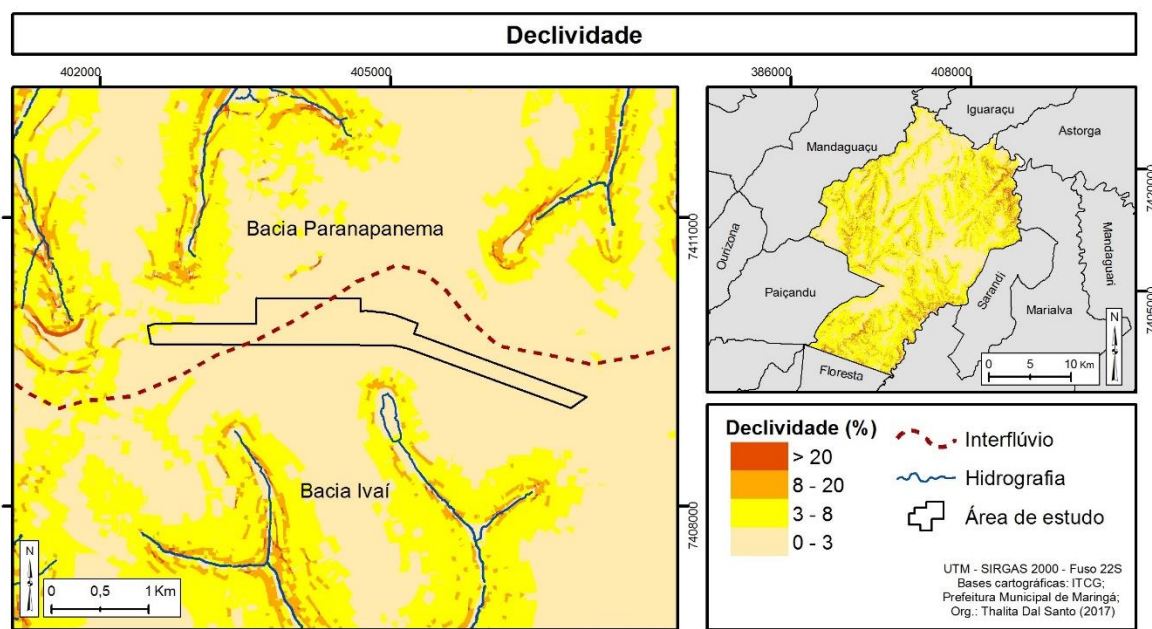 Declividade
402000
405000
7411000
7408000
Bacia Paranapanema
Bacia Ivaí
N
0 0,5 1 Km
386000
408000
7420000
7405000
Iguaraçu
Astorga
Mandaguaçu
Ourizona
Mandaguari
Paiçandu
Sarandi
Marialva
Floresta
N
0 5 10 Km
Declividade (%)
> 20
8 - 20
3 - 8
0 - 3
Interflúvio
Hidrografia
Área de estudo
UTM - SIRGAS 2000 - Fuso 22S
Bases cartográficas: ITCG;
Prefeitura Municipal de Maringá;
Org.: Thalita Dal Santo (2017)